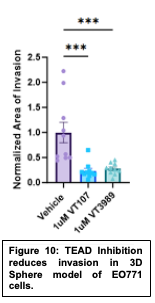 ***
***
Normalized Area of Invasion
2.5
2.0
1.5
1.0
0.5
0.0
Vehicle
1uM VT107
1uM VT3989
Figure 10: TEAD Inhibition
reduces invasion in 3D
Sphere model of EO771
cells.